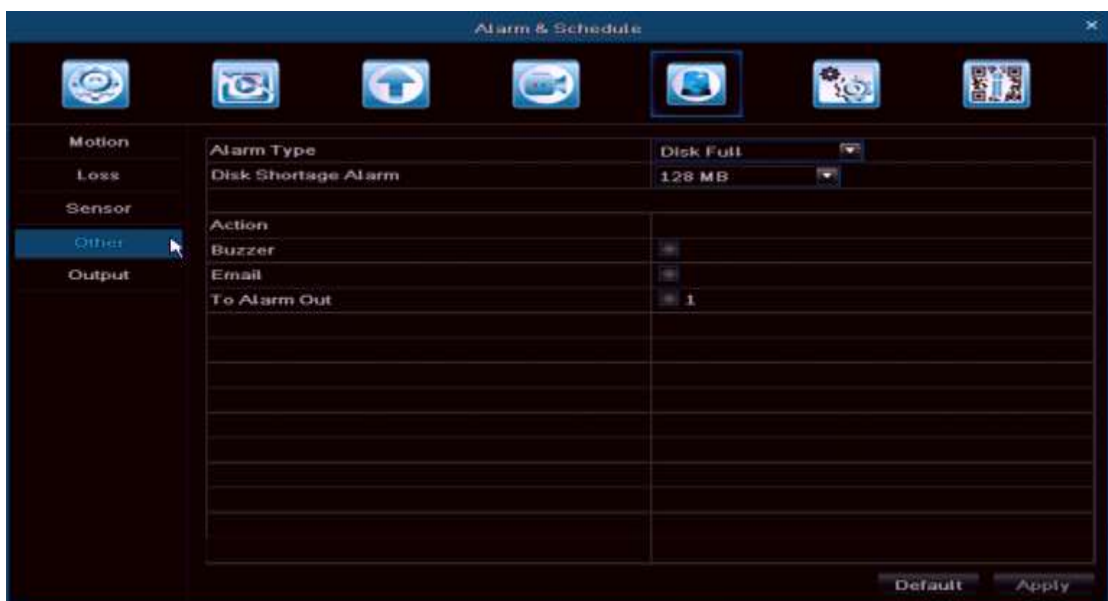 Alarm & Schedule
Motion
Loss
Sensor
Other
Output
Alarm Type Disk Full
Disk Shortage Alarm 128 MB
Action
Buzzer
Email
To Alarm Out 1
Default Apply